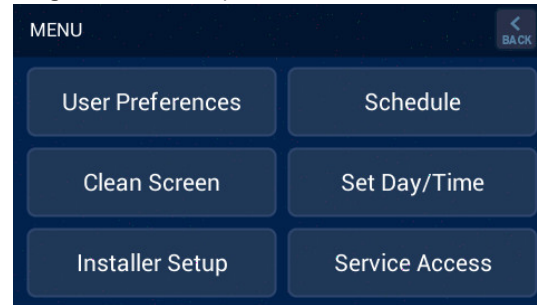 MENU
BACK
User Preferences
Schedule
Clean Screen
Set Day/Time
Installer Setup
Service Access